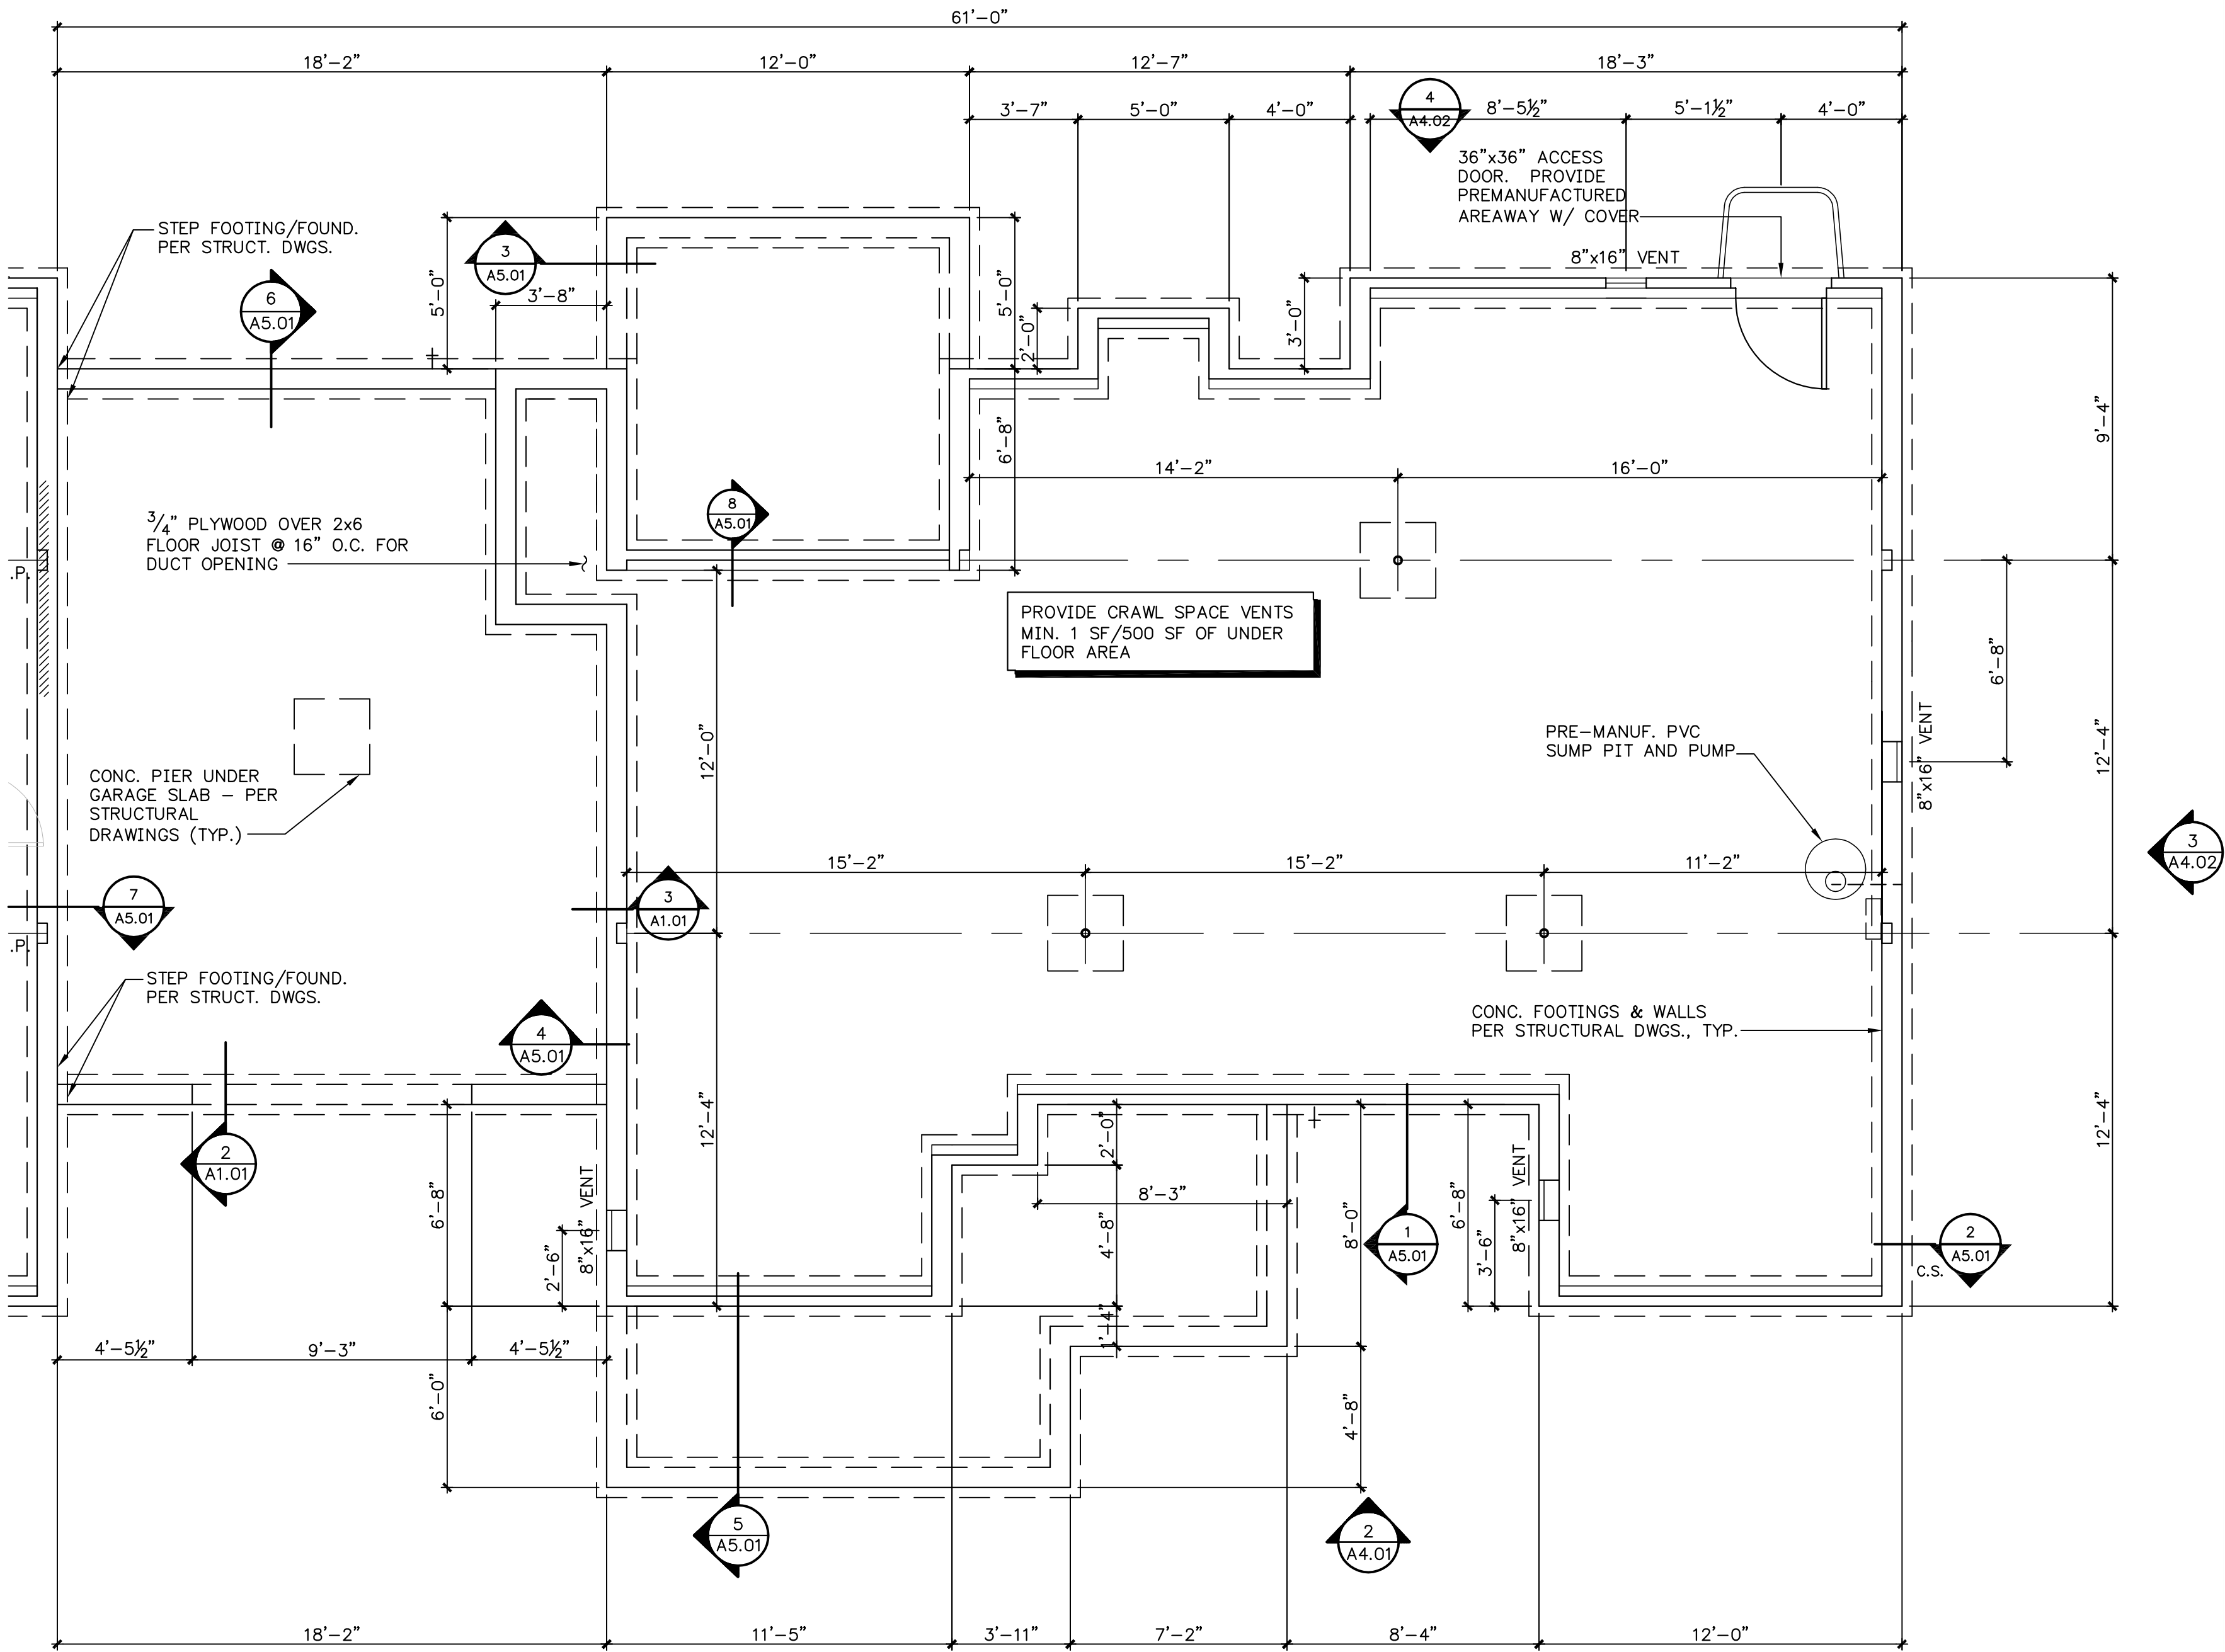 61'-0"
18'-2"
12'-0"
12'-7"
18'-3"
3'-7"
5'-0"
4'-0"
4
A4.02
8'-5½"
5'-1½"
4'-0"
36"x36" ACCESS
DOOR. PROVIDE
PREMANUFACTURED
AREAWAY W/ COVER
STEP FOOTING/FOUND.
PER STRUCT. DWGS.
3
A5.01
8"x16" VENT
6
A5.01
5'-0"
3'-8"
5'-0"
2'-0"
3'-0"
6'-8"
9'-4"
14'-2"
16'-0"
8
A5.01
¾" PLYWOOD OVER 2x6
FLOOR JOIST @ 16" O.C. FOR
DUCT OPENING
.P.
PROVIDE CRAWL SPACE VENTS
MIN. 1 SF/500 SF OF UNDER
FLOOR AREA
6'-8"
12'-0"
PRE-MANUF. PVC
SUMP PIT AND PUMP
8"x16" VENT
12'-4"
CONC. PIER UNDER
GARAGE SLAB - PER
STRUCTURAL
DRAWINGS (TYP.)
15'-2"
15'-2"
11'-2"
3
A4.02
7
A5.01
3
A1.01
.P.
STEP FOOTING/FOUND.
PER STRUCT. DWGS.
CONC. FOOTINGS & WALLS
PER STRUCTURAL DWGS., TYP.
4
A5.01
12'-4"
2'-0"
12'-4"
2
A1.01
6'-8"
8"x16" VENT
2'-6"
8'-3"
4'-8"
8'-0"
1
A5.01
6'-8"
3'-6"
8"x16" VENT
2
A5.01
C.S.
1'-4"
4'-5½"
9'-3"
4'-5½"
6'-0"
4'-8"
5
A5.01
2
A4.01
18'-2"
11'-5"
3'-11"
7'-2"
8'-4"
12'-0"